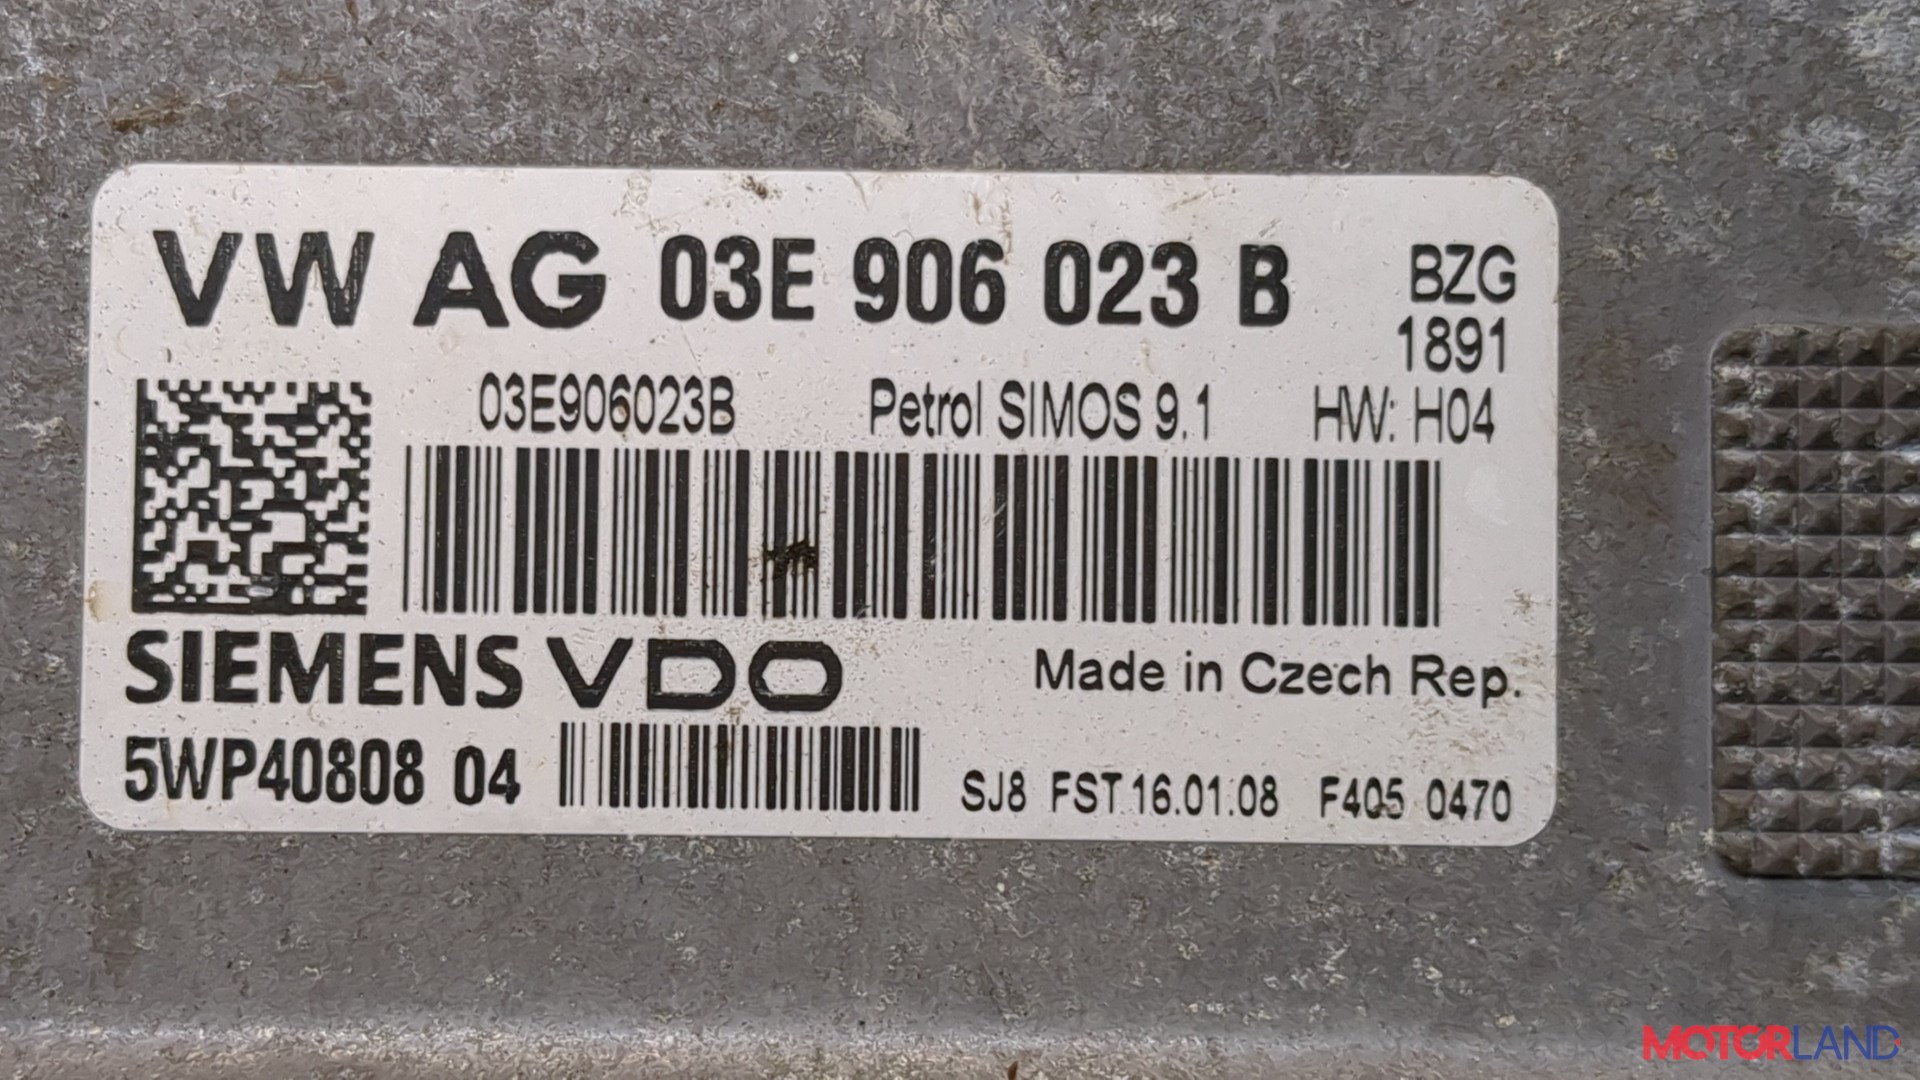 VW AG 03E 906 023 B
BZG
1891
03E906023B Petrol SIMOS 9.1 HW: H04
SIEMENS VDO Made in Czech Rep.
5WP40808 04 SJ8 FST 16.01.08 F405 0470
MOTORLAND